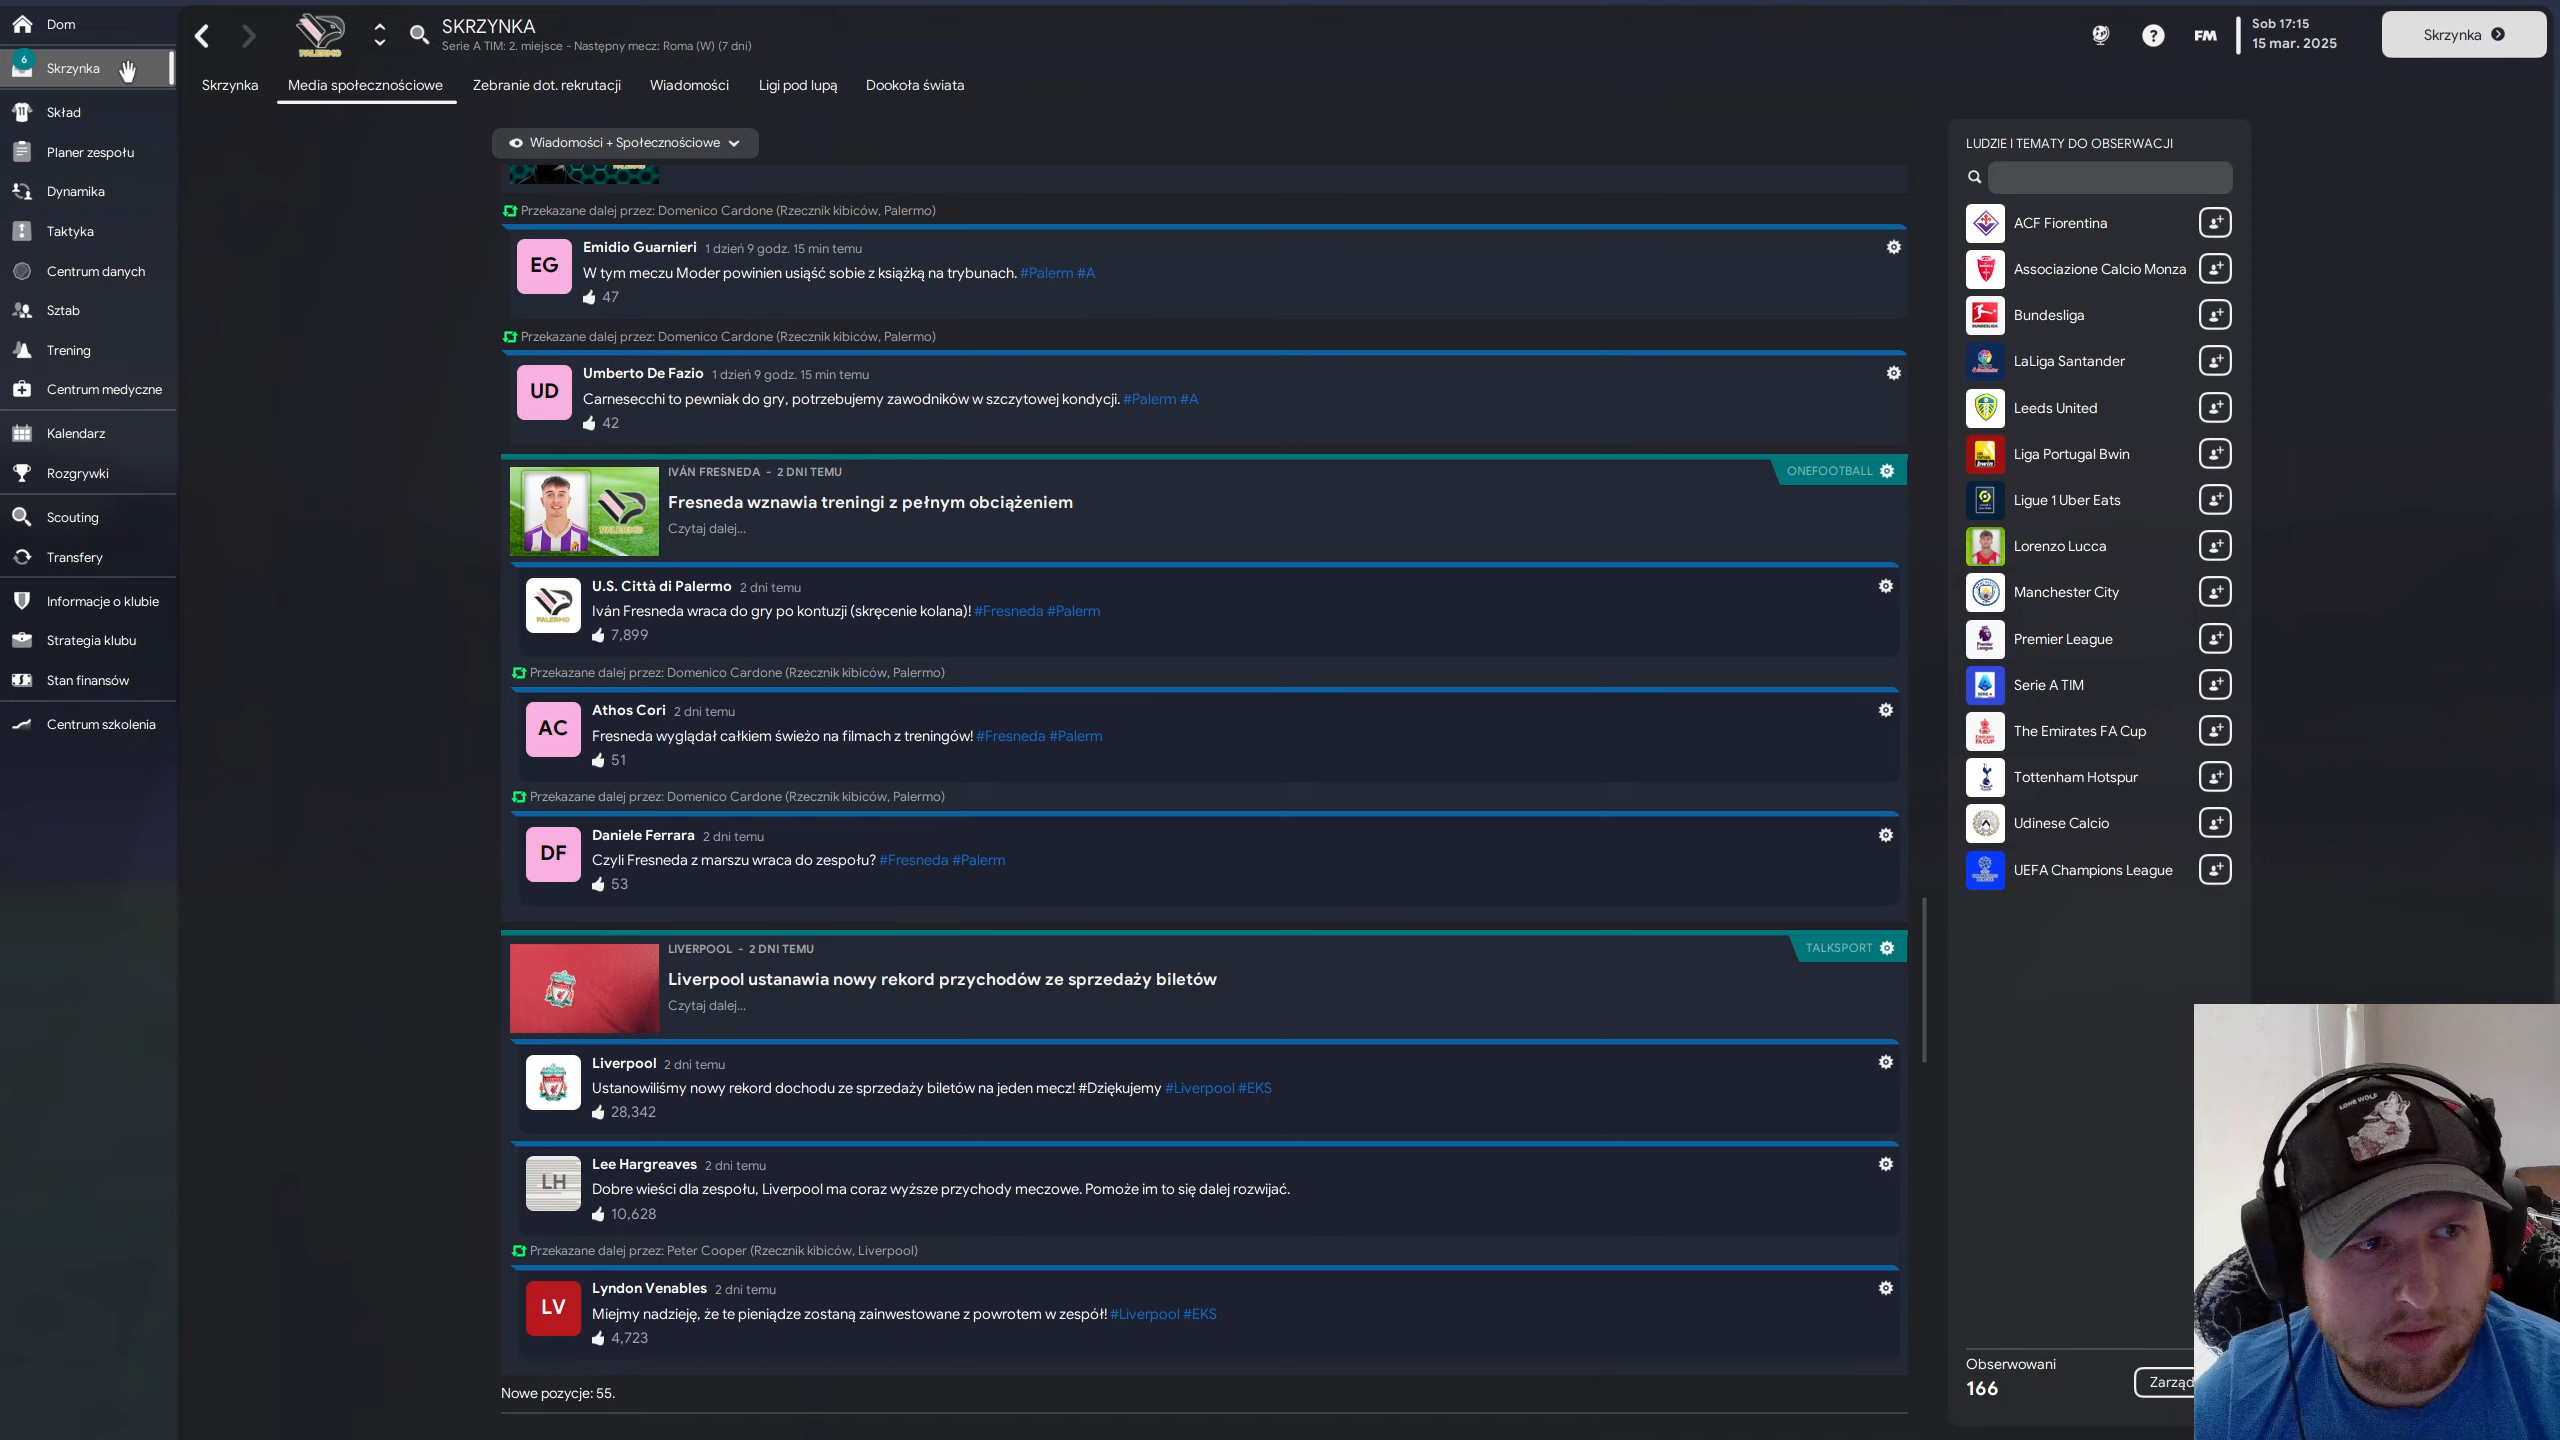 Dom
6
Skrzynka
Skład
Planer zespołu
Dynamika
Taktyka
Centrum danych
Sztab
Trening
Centrum medyczne
Kalendarz
Rozgrywki
Scouting
Transfery
Informacje o klubie
Strategia klubu
Stan finansów
Centrum szkolenia
PALERMO
SKRZYNKA
Serie A TIM: 2. miejsce - Następny mecz: Roma (W) (7 dni)
FM
Sob 17:15
15 mar. 2025
Skrzynka
Skrzynka
Media społecznościowe
Zebranie dot. rekrutacji
Wiadomości
Ligi pod lupą
Dookoła świata
Wiadomości + Społecznościowe
Przekazane dalej przez: Domenico Cardone (Rzecznik kibiców, Palermo)
EG
Emidio Guarnieri 1 dzień 9 godz. 15 min temu
W tym meczu Moder powinien usiąść sobie z książką na trybunach. #Palerm #A
47
Przekazane dalej przez: Domenico Cardone (Rzecznik kibiców, Palermo)
UD
Umberto De Fazio 1 dzień 9 godz. 15 min temu
Carnesecchi to pewniak do gry, potrzebujemy zawodników w szczytowej kondycji. #Palerm #A
42
IVÁN FRESNEDA - 2 DNI TEMU
ONEFOOTBALL
Fresneda wznawia treningi z pełnym obciążeniem
Czytaj dalej...
PALERMO
U.S. Città di Palermo 2 dni temu
Iván Fresneda wraca do gry po kontuzji (skręcenie kolana)! #Fresneda #Palerm
7,899
PALERMO
Przekazane dalej przez: Domenico Cardone (Rzecznik kibiców, Palermo)
AC
Athos Cori 2 dni temu
Fresneda wyglądał całkiem świeżo na filmach z treningów! #Fresneda #Palerm
51
Przekazane dalej przez: Domenico Cardone (Rzecznik kibiców, Palermo)
DF
Daniele Ferrara 2 dni temu
Czyli Fresneda z marszu wraca do zespołu? #Fresneda #Palerm
53
LIVERPOOL - 2 DNI TEMU
TALKSPORT
Liverpool ustanawia nowy rekord przychodów ze sprzedaży biletów
Czytaj dalej...
Liverpool 2 dni temu
Ustanowiliśmy nowy rekord dochodu ze sprzedaży biletów na jeden mecz! #Dziękujemy #Liverpool #EKS
28,342
LH
Lee Hargreaves 2 dni temu
Dobre wieści dla zespołu, Liverpool ma coraz wyższe przychody meczowe. Pomoże im to się dalej rozwijać.
10,628
Przekazane dalej przez: Peter Cooper (Rzecznik kibiców, Liverpool)
LV
Lyndon Venables 2 dni temu
Miejmy nadzieję, że te pieniądze zostaną zainwestowane z powrotem w zespół! #Liverpool #EKS
4,723
Nowe pozycje: 55.
LUDZIE I TEMATY DO OBSERWACJI
ACF Fiorentina
Associazione Calcio Monza
Bundesliga
LaLiga Santander
Leeds United
Liga Portugal Bwin
Ligue 1 Uber Eats
Lorenzo Lucca
Manchester City
Premier League
Serie A TIM
The Emirates FA Cup
Tottenham Hotspur
Udinese Calcio
UEFA Champions League
Obserwowani
166
Zarząd
LONE WOLF